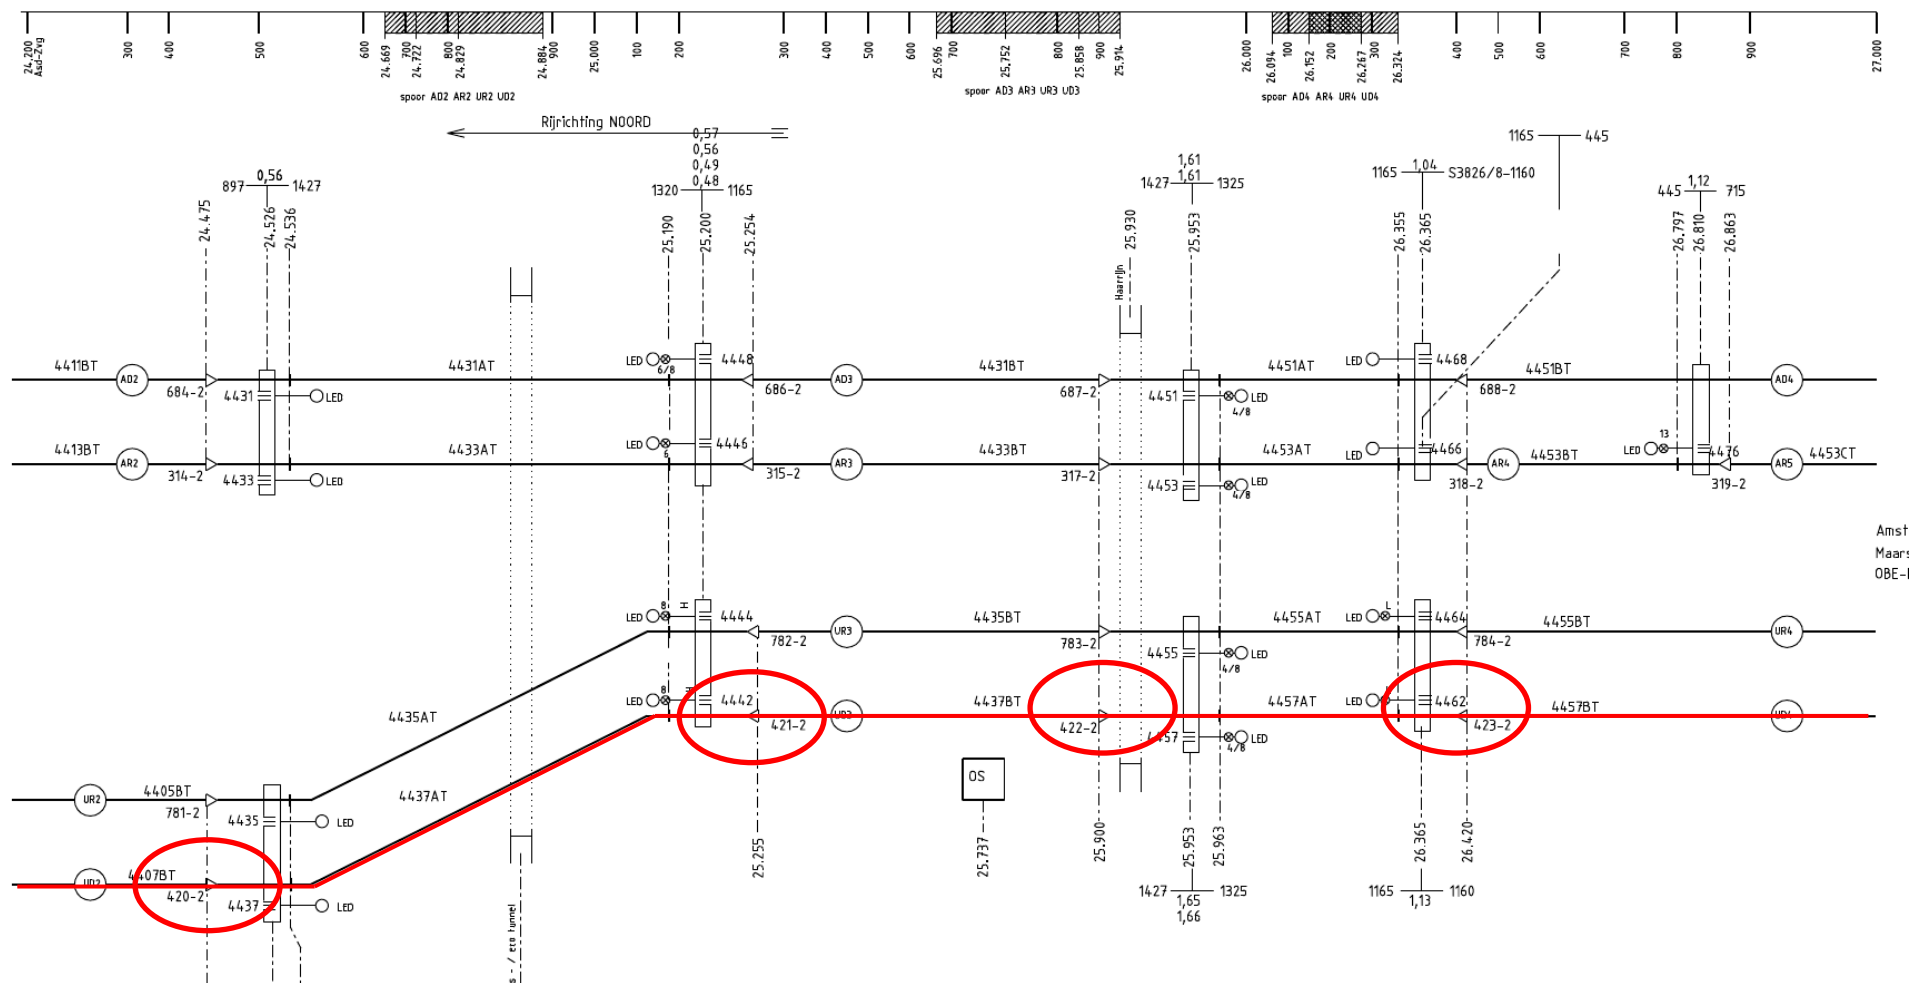 24.200
Asd-Zvg
300
400
500
600
24.669
700
24.722
800
24.829
24.884
900
25.000
100
200
300
400
500
600
25.696
700
25.752
800
25.858
900
25.914
26.000
26.094
100
26.152
200
26.267
300
26.324
400
500
600
700
800
900
27.000
spoor AD2 AR2 UR2 UD2
spoor AD3 AR3 UR3 UD3
spoor AD4 AR4 UR4 UD4
Rijrichting NOORD
0,57
0,56
0,49
0,48
1320
1165
0,56
897
1427
1,61
1,61
1427
1325
1165
445
1,04
1165
S3826/8-1160
1,12
445
715
24.475
24.526
24.536
25.190
25.200
25.254
25.953
25.930
Haarrijn
26.355
26.365
26.797
26.810
26.863
4411BT
AD2
684-2
4431
LED
4431AT
LED
6/8
4448
686-2
AD3
4431BT
687-2
4451
4/8
LED
4451AT
LED
4468
688-2
4451BT
AD4
4413BT
AR2
314-2
4433
LED
4433AT
LED
6
4446
315-2
AR3
4433BT
317-2
4453
4/8
LED
4453AT
LED
4466
318-2
AR4
4453BT
LED
13
4476
319-2
AR5
4453CT
Amst
Maars
OBE-
LED
8
H
4444
782-2
UR3
4435BT
783-2
4455
4/8
LED
4455AT
LED
L
4464
784-2
4455BT
UR4
4435AT
LED
8
H
4442
421-2
UD3
4437BT
422-2
4457
4/8
LED
4457AT
LED
4462
423-2
4457BT
UD4
OS
UR2
4405BT
781-2
4435
LED
4437AT
UD2
4407BT
420-2
4437
LED
s - / eco tunnel
25.255
25.737
25.900
25.953
25.963
26.365
26.420
1427
1325
1,65
1,66
1165
1160
1,13